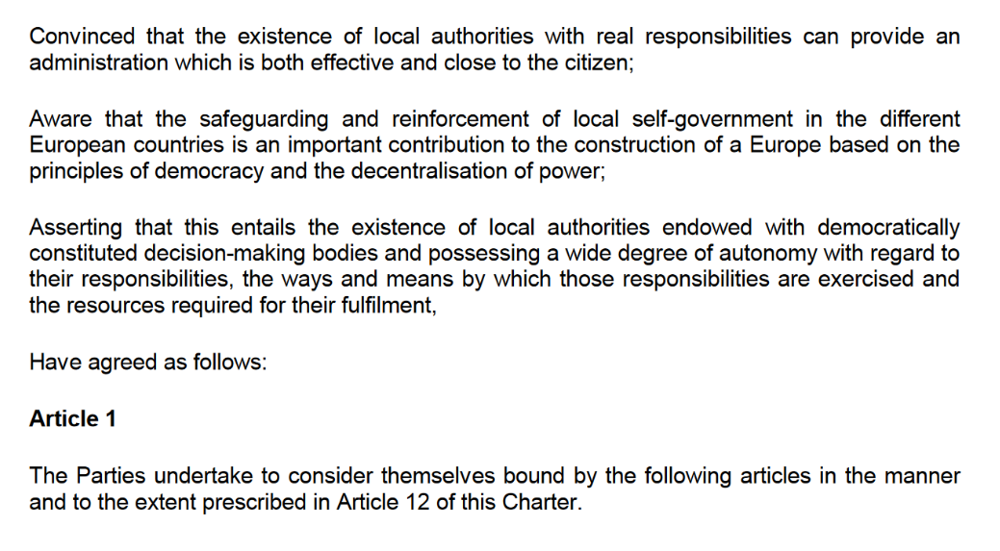 Convinced that the existence of local authorities with real responsibilities can provide an
administration which is both effective and close to the citizen;
Aware that the safeguarding and reinforcement of local self-government in the different
European countries is an important contribution to the construction of a Europe based on the
principles of democracy and the decentralisation of power;
Asserting that this entails the existence of local authorities endowed with democratically
constituted decision-making bodies and possessing a wide degree of autonomy with regard to
their responsibilities, the ways and means by which those responsibilities are exercised and
the resources required for their fulfilment,
Have agreed as follows:
Article 1
The Parties undertake to consider themselves bound by the following articles in the manner
and to the extent prescribed in Article 12 of this Charter.